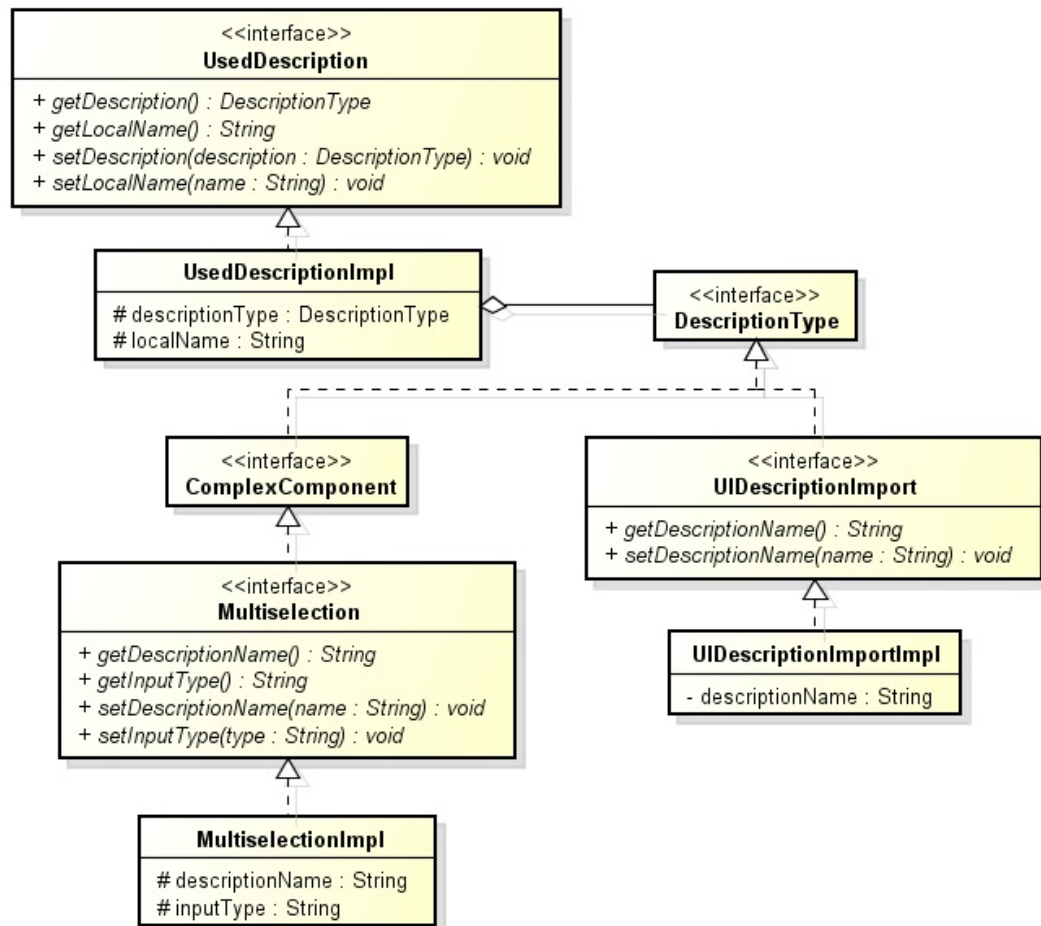 <<interface>>
UsedDescription
+ getDescription() : DescriptionType
+ getLocalName() : String
+ setDescription(description : DescriptionType) : void
+ setLocalName(name : String) : void
UsedDescriptionImpl
# descriptionType : DescriptionType
# localName : String
<<interface>>
DescriptionType
<<interface>>
ComplexComponent
<<interface>>
UIDescriptionImport
+ getDescriptionName() : String
+ setDescriptionName(name : String) : void
<<interface>>
Multiselection
+ getDescriptionName() : String
+ getInputType() : String
+ setDescriptionName(name : String) : void
+ setInputType(type : String) : void
UIDescriptionImportImpl
- descriptionName : String
MultiselectionImpl
# descriptionName : String
# inputType : String